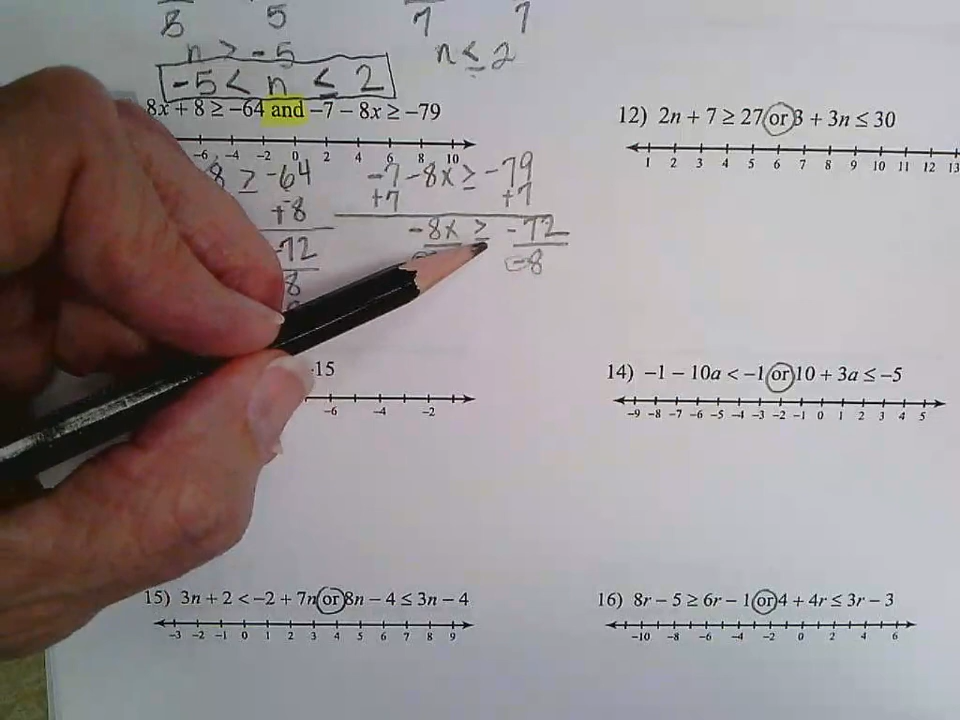 8 5 7 7
n > -5 n ≤ 2
-5 < n ≤ 2
8x + 8 ≥ −64 and −7 − 8x ≥ −79
-6 -4 -2 0 2 4 6 8 10
8 ≥ -64 -7 -8x ≥ -79
+8 +7 +7
-8x ≥ -72
72
8 -8
12) 2n + 7 ≥ 27 or 3 + 3n ≤ 30
1 2 3 4 5 6 7 8 9 10 11 12 13
15
-6 -4 -2
14) −1 − 10a < −1 or 10 + 3a ≤ −5
-9 -8 -7 -6 -5 -4 -3 -2 -1 0 1 2 3 4 5
15) 3n + 2 < −2 + 7n or 8n − 4 ≤ 3n − 4
-3 -2 -1 0 1 2 3 4 5 6 7 8 9
16) 8r − 5 ≥ 6r − 1 or 4 + 4r ≤ 3r − 3
-10 -8 -6 -4 -2 0 2 4 6